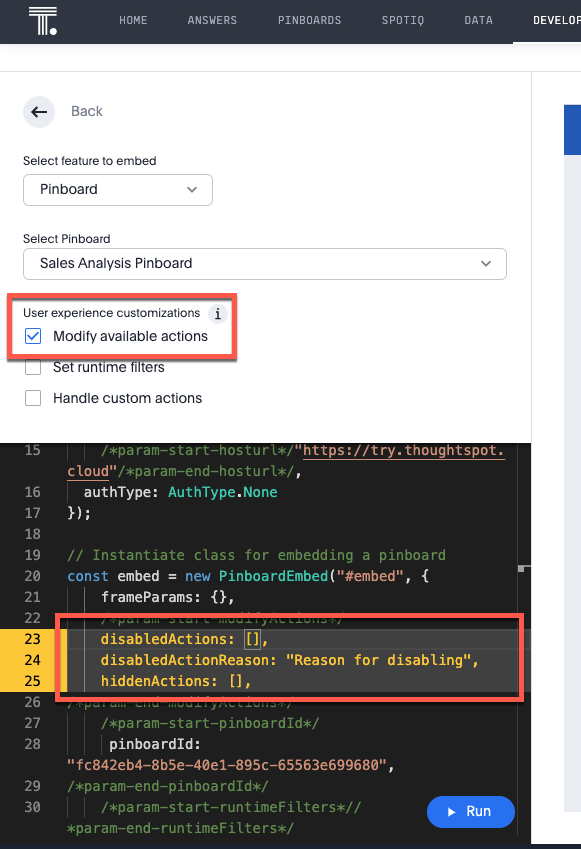 T.
HOME ANSWERS PINBOARDS SPOTIQ DATA DEVELOP
Back
Select feature to embed
Pinboard
Select Pinboard
Sales Analysis Pinboard
User experience customizations i
Modify available actions
Set runtime filters
Handle custom actions
15 /*param-start-hosturl*/"https://try.thoughtspot.
cloud"/*param-end-hosturl*/,
16 authType: AuthType.None
17 });
18
19 // Instantiate class for embedding a pinboard
20 const embed = new PinboardEmbed("#embed", {
21 frameParams: {},
22 /*param-start-modifyActions*/
23 disabledActions: [],
24 disabledActionReason: "Reason for disabling",
25 hiddenActions: [],
26 /*param-end-modifyActions*/
27 /*param-start-pinboardId*/
28 pinboardId:
"fc842eb4-8b5e-40e1-895c-65563e699680",
29 /*param-end-pinboardId*/
30 /*param-start-runtimeFilters*//
*param-end-runtimeFilters*/
Run